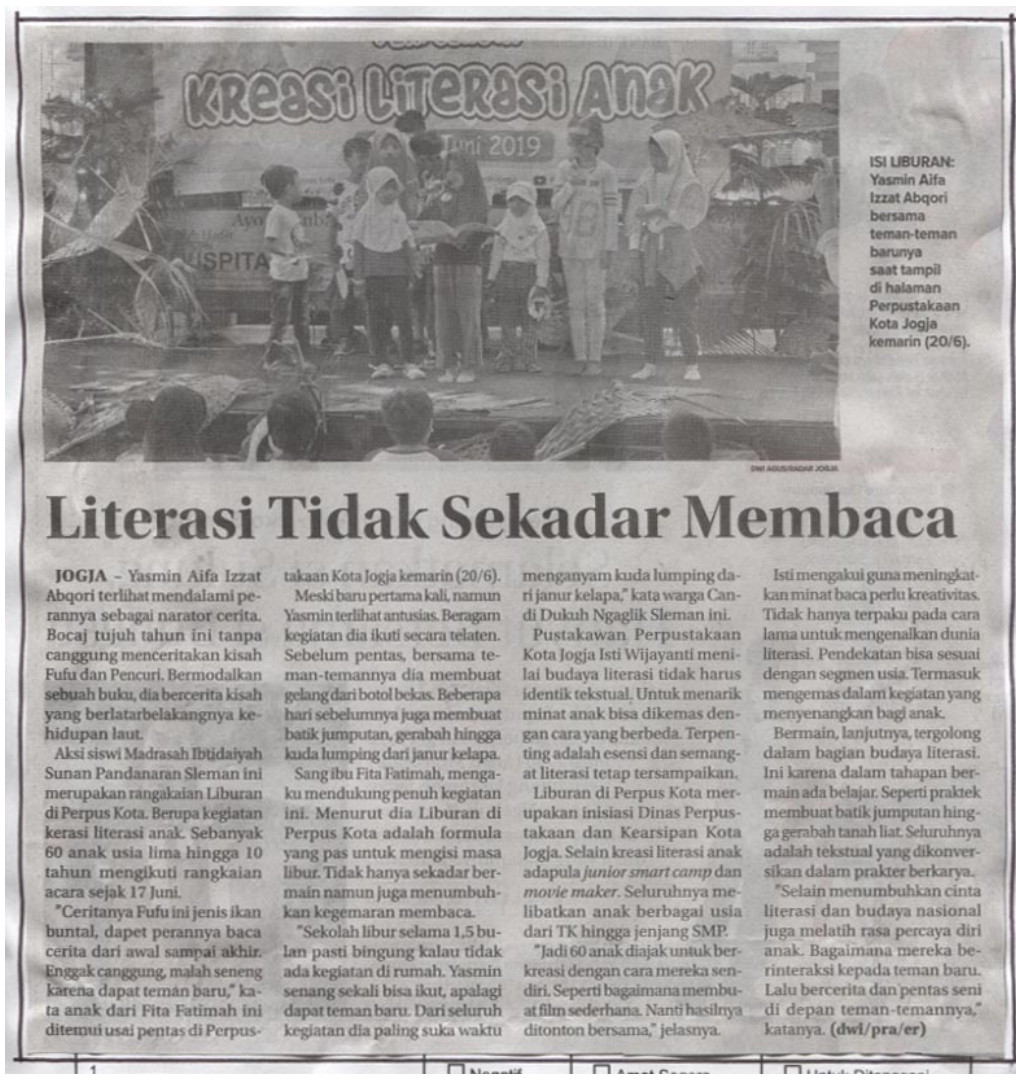 KREASI LITERASI ANAK
Juni 2019
Ayo
SPITA
ISI LIBURAN:
Yasmin Aifa
Izzat Abqori
bersama
teman-teman
barunya
saat tampil
di halaman
Perpustakaan
Kota Jogja
kemarin (20/6).
DWI AGUS/RADAR JOGJA
Literasi Tidak Sekadar Membaca
JOGJA – Yasmin Aifa Izzat
Abqori terlihat mendalami pe-
rannya sebagai narator cerita.
Bocaj tujuh tahun ini tanpa
canggung menceritakan kisah
Fufu dan Pencuri. Bermodalkan
sebuah buku, dia bercerita kisah
yang berlatarbelakangnya ke-
hidupan laut.
Aksi siswi Madrasah Ibtidaiyah
Sunan Pandanaran Sleman ini
merupakan rangakaian Liburan
di Perpus Kota. Berupa kegiatan
kerasi literasi anak. Sebanyak
60 anak usia lima hingga 10
tahun mengikuti rangkaian
acara sejak 17 Juni.
"Ceritanya Fufu ini jenis ikan
buntal, dapet perannya baca
cerita dari awal sampai akhir.
Enggak canggung, malah seneng
karena dapat teman baru," ka-
ta anak dari Fita Fatimah ini
ditemui usai pentas di Perpus-
takaan Kota Jogja kemarin (20/6).
Meski baru pertama kali, namun
Yasmin terlihat antusias. Beragam
kegiatan dia ikuti secara telaten.
Sebelum pentas, bersama te-
man-temannya dia membuat
gelang dari botol bekas. Beberapa
hari sebelumnya juga membuat
batik jumputan, gerabah hingga
kuda lumping dari janur kelapa.
Sang ibu Fita Fatimah, menga-
ku mendukung penuh kegiatan
ini. Menurut dia Liburan di
Perpus Kota adalah formula
yang pas untuk mengisi masa
libur. Tidak hanya sekadar ber-
main namun juga menumbuh-
kan kegemaran membaca.
"Sekolah libur selama 1,5 bu-
lan pasti bingung kalau tidak
ada kegiatan di rumah. Yasmin
senang sekali bisa ikut, apalagi
dapat teman baru. Dari seluruh
kegiatan dia paling suka waktu
menganyam kuda lumping da-
ri janur kelapa," kata warga Can-
di Dukuh Ngaglik Sleman ini.
Pustakawan Perpustakaan
Kota Jogja Isti Wijayanti meni-
lai budaya literasi tidak harus
identik tekstual. Untuk menarik
minat anak bisa dikemas den-
gan cara yang berbeda. Terpen-
ting adalah esensi dan semang-
at literasi tetap tersampaikan.
Liburan di Perpus Kota mer-
upakan inisiasi Dinas Perpus-
takaan dan Kearsipan Kota
Jogja. Selain kreasi literasi anak
adapula junior smart camp dan
movie maker. Seluruhnya me-
libatkan anak berbagai usia
dari TK hingga jenjang SMP.
"Jadi 60 anak diajak untuk ber-
kreasi dengan cara mereka sen-
diri. Seperti bagaimana membu-
at film sederhana. Nanti hasilnya
ditonton bersama," jelasnya.
Isti mengakui guna meningkat-
kan minat baca perlu kreativitas.
Tidak hanya terpaku pada cara
lama untuk mengenalkan dunia
literasi. Pendekatan bisa sesuai
dengan segmen usia. Termasuk
mengemas dalam kegiatan yang
menyenangkan bagi anak.
Bermain, lanjutnya, tergolong
dalam bagian budaya literasi.
Ini karena dalam tahapan ber-
main ada belajar. Seperti praktek
membuat batik jumputan hing-
ga gerabah tanah liat. Seluruhnya
adalah tekstual yang dikonver-
sikan dalam prakter berkarya.
"Selain menumbuhkan cinta
literasi dan budaya nasional
juga melatih rasa percaya diri
anak. Bagaimana mereka be-
rinteraksi kepada teman baru.
Lalu bercerita dan pentas seni
di depan teman-temannya,"
katanya. (dwi/pra/er)
1